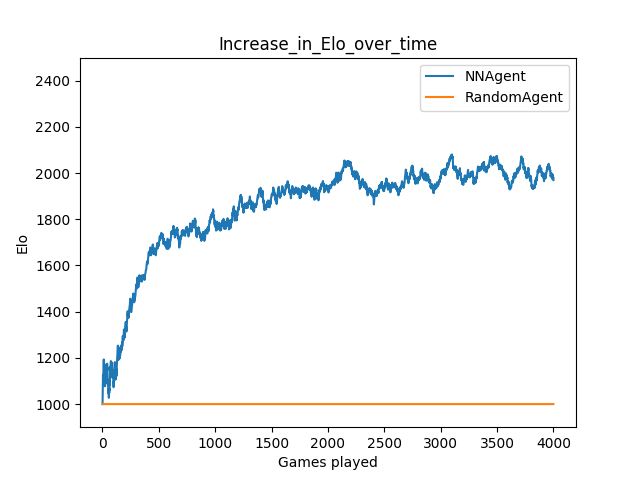 Increase_in_Elo_over_time
NNAgent
RandomAgent
2400
2200
2000
1800
1600
1400
1200
1000
Elo
0 500 1000 1500 2000 2500 3000 3500 4000
Games played